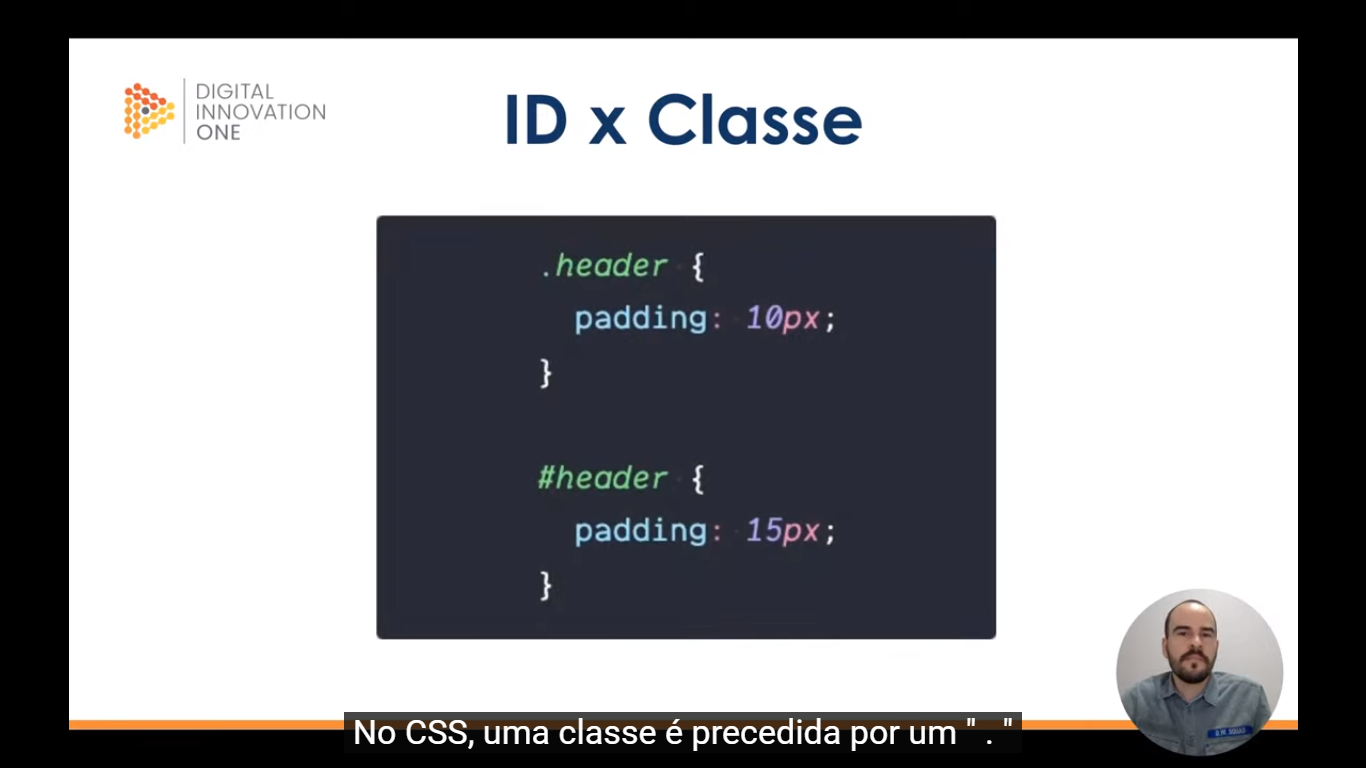 DIGITAL
INNOVATION
ONE
ID x Classe
.header {
padding: 10px;
}
#header {
padding: 15px;
}
No CSS, uma classe é precedida por um " . "